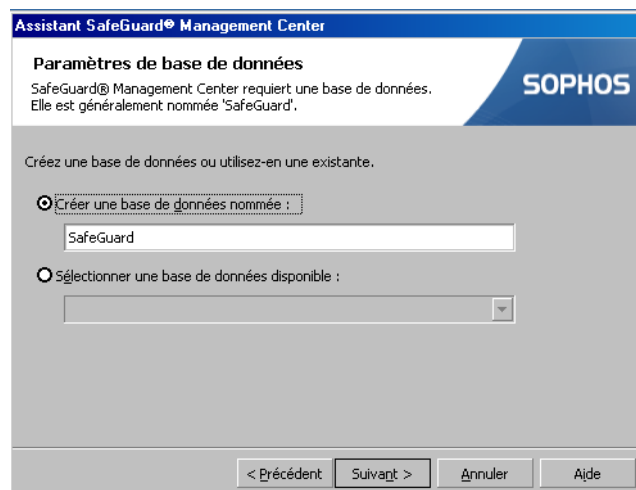 Assistant SafeGuard® Management Center
Paramètres de base de données
SafeGuard® Management Center requiert une base de données.
Elle est généralement nommée 'SafeGuard'.
SOPHOS
Créez une base de données ou utilisez-en une existante.
Créer une base de données nommée :
SafeGuard
Sélectionner une base de données disponible :
< Précédent
Suivant >
Annuler
Aide